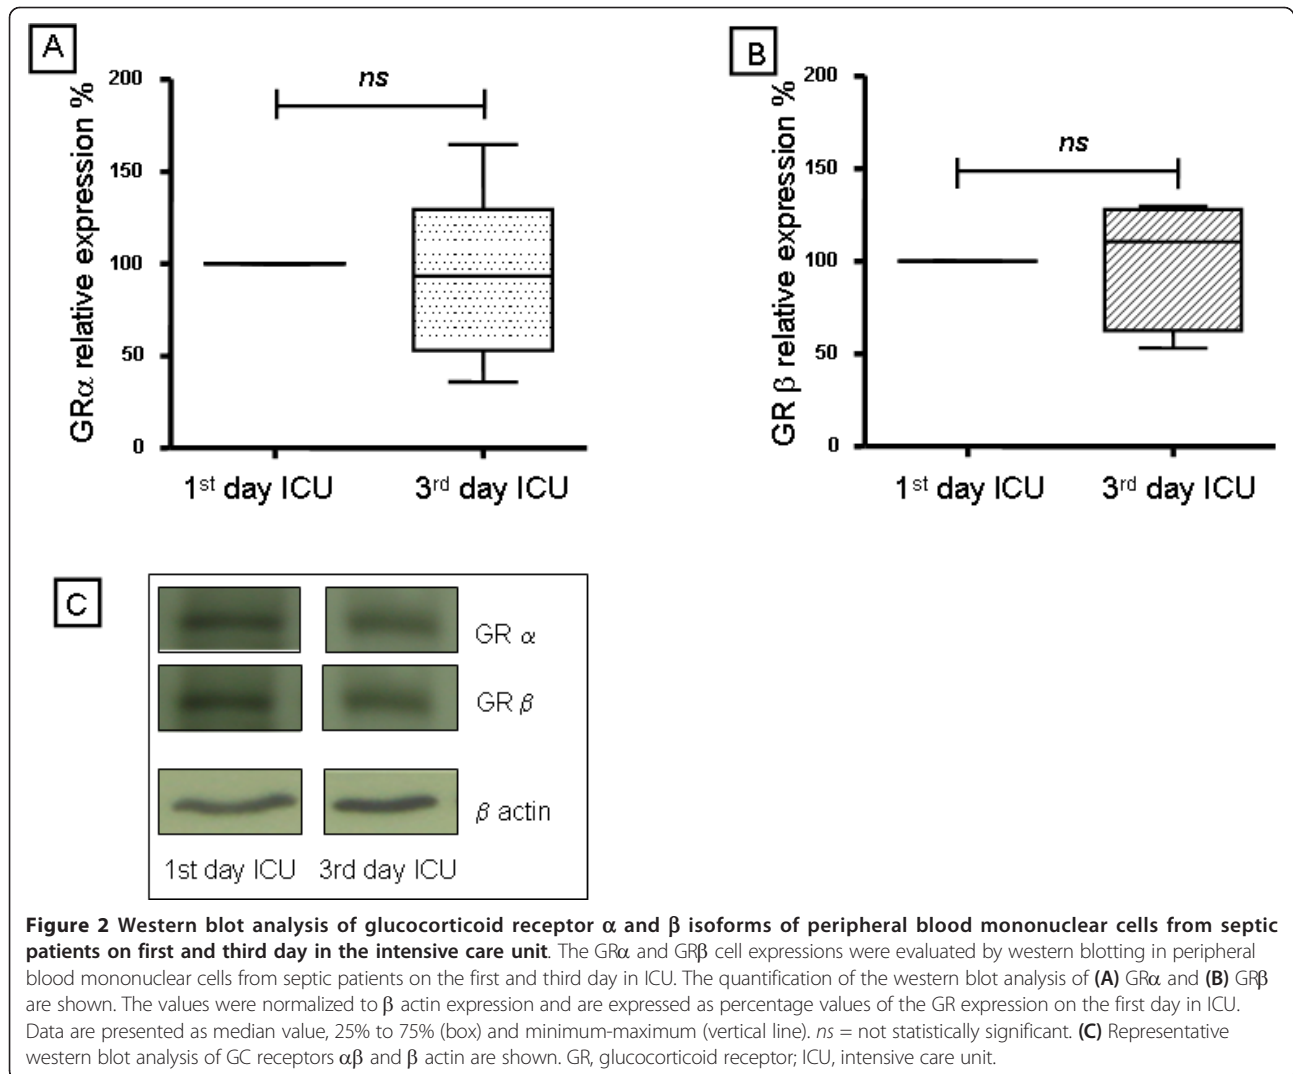 A
200
150
100
50
0
GRα relative expression %
ns
1st day ICU
3rd day ICU
B
200
150
100
50
0
GR β relative expression %
ns
1st day ICU
3rd day ICU
C
GR α
GR β
β actin
1st day ICU
3rd day ICU
Figure 2 Western blot analysis of glucocorticoid receptor α and β isoforms of peripheral blood mononuclear cells from septic
patients on first and third day in the intensive care unit. The GRα and GRβ cell expressions were evaluated by western blotting in peripheral
blood mononuclear cells from septic patients on the first and third day in ICU. The quantification of the western blot analysis of (A) GRα and (B) GRβ
are shown. The values were normalized to β actin expression and are expressed as percentage values of the GR expression on the first day in ICU.
Data are presented as median value, 25% to 75% (box) and minimum-maximum (vertical line). ns = not statistically significant. (C) Representative
western blot analysis of GC receptors αβ and β actin are shown. GR, glucocorticoid receptor; ICU, intensive care unit.